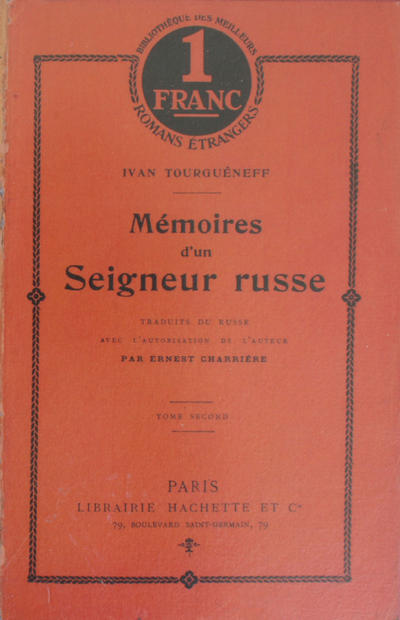 BIBLIOTHÈQUE DES MEILLEURS
1
FRANC
ROMANS ÉTRANGERS
IVAN TOURGUÉNEFF
Mémoires
d'un
Seigneur russe
TRADUITS DU RUSSE
AVEC L'AUTORISATION DE L'AUTEUR
PAR ERNEST CHARRIÈRE
TOME SECOND
PARIS
LIBRAIRIE HACHETTE ET Cie
79, BOULEVARD SAINT-GERMAIN, 79